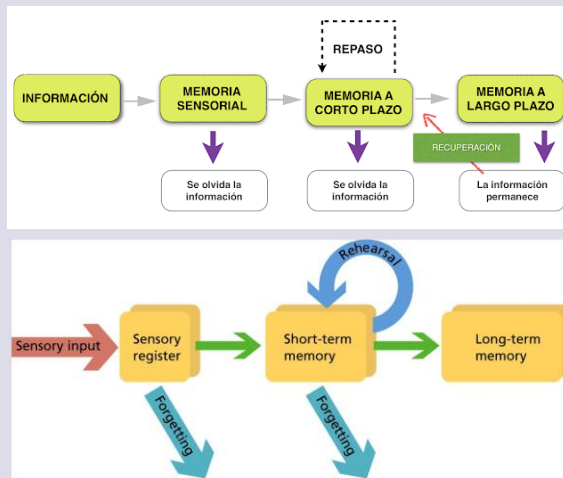 REPASO
INFORMACIÓN
MEMORIA
SENSORIAL
MEMORIA A
CORTO PLAZO
MEMORIA A
LARGO PLAZO
RECUPERACIÓN
Se olvida la
información
Se olvida la
información
La información
permanece
Rehearsal
Sensory input
Sensory
register
Short-term
memory
Long-term
memory
Forgetting
Forgetting